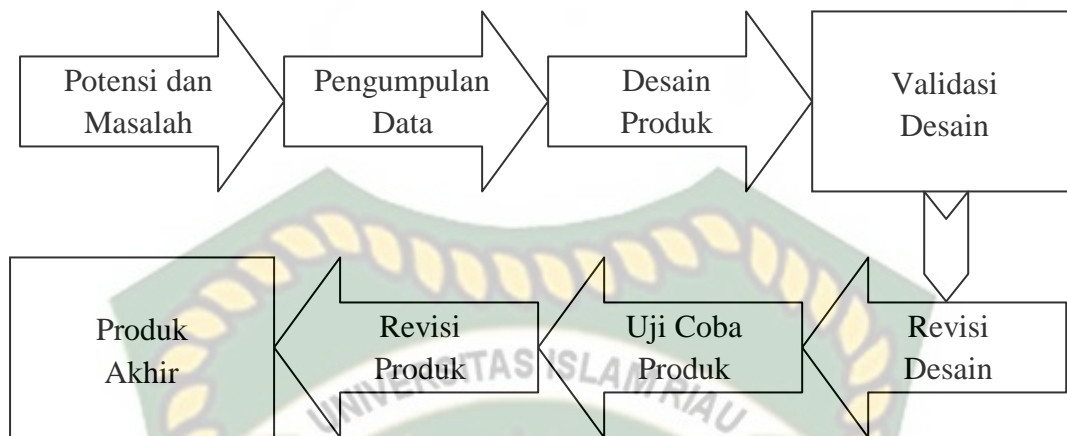 Potensi dan
Masalah
Pengumpulan
Data
Desain
Produk
Validasi
Desain
Produk
Akhir
Revisi
Produk
Uji Coba
Produk
Revisi
Desain
UNIVERSITAS ISLAM RIAU